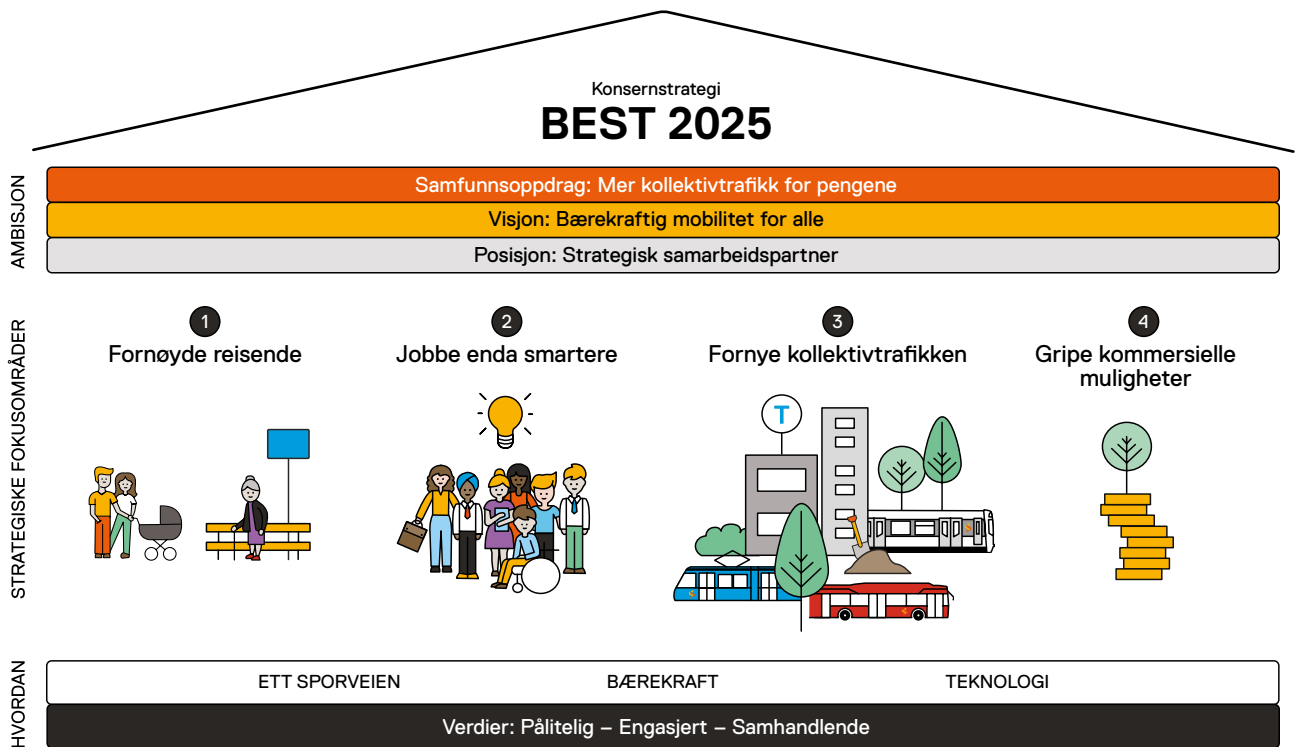 Konsernstrategi
BEST 2025
AMBISJON
Samfunnsoppdrag: Mer kollektivtrafikk for pengene
Visjon: Bærekraftig mobilitet for alle
Posisjon: Strategisk samarbeidspartner
STRATEGISKE FOKUSOMRÅDER
1
Fornøyde reisende
2
Jobbe enda smartere
3
Fornye kollektivtrafikken
4
Gripe kommersielle
muligheter
T
HVORDAN
ETT SPORVEIEN
BÆREKRAFT
TEKNOLOGI
Verdier: Pålitelig – Engasjert – Samhandlende